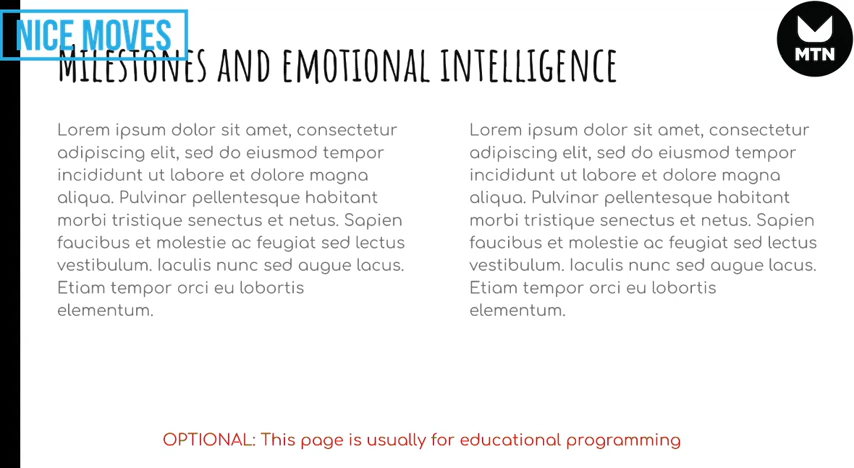 NICE MOVES
MTN
Milestones and emotional intelligence
Lorem ipsum dolor sit amet, consectetur
adipiscing elit, sed do eiusmod tempor
incididunt ut labore et dolore magna
aliqua. Pulvinar pellentesque habitant
morbi tristique senectus et netus. Sapien
faucibus et molestie ac feugiat sed lectus
vestibulum. Iaculis nunc sed augue lacus.
Etiam tempor orci eu lobortis
elementum.
Lorem ipsum dolor sit amet, consectetur
adipiscing elit, sed do eiusmod tempor
incididunt ut labore et dolore magna
aliqua. Pulvinar pellentesque habitant
morbi tristique senectus et netus. Sapien
faucibus et molestie ac feugiat sed lectus
vestibulum. Iaculis nunc sed augue lacus.
Etiam tempor orci eu lobortis
elementum.
OPTIONAL: This page is usually for educational programming